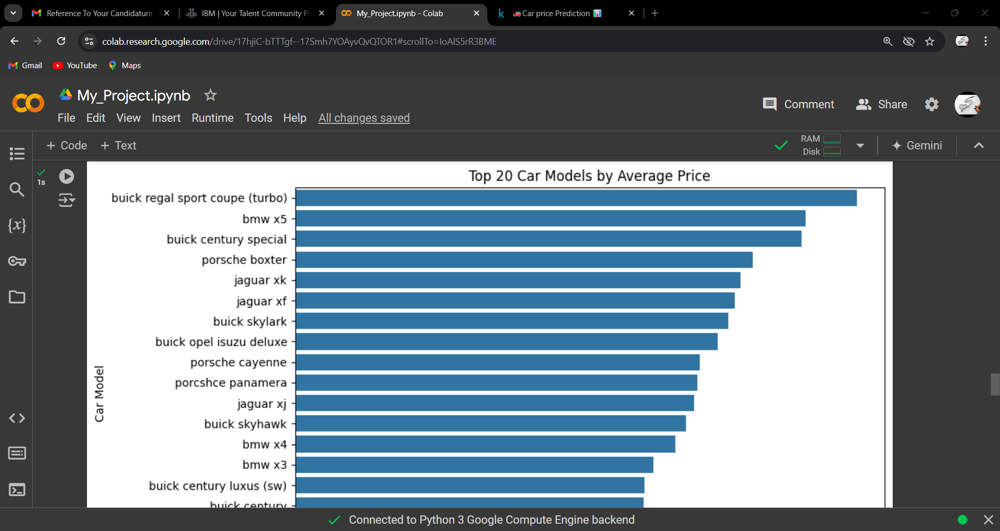 Reference To Your Candidature
IBM | Your Talent Community Pr
My_Project.ipynb - Colab
k 🚗Car price Prediction 📊
colab.research.google.com/drive/17hjiC-bTTTgf--17Smh7YOAyvQvQTOR1#scrollTo=IoAlS5rR3BME
Gmail YouTube Maps
My_Project.ipynb
Comment Share
File Edit View Insert Runtime Tools Help All changes saved
+ Code + Text
RAM
Disk
Gemini
1s
Top 20 Car Models by Average Price
buick regal sport coupe (turbo)
bmw x5
buick century special
porsche boxter
jaguar xk
jaguar xf
buick skylark
buick opel isuzu deluxe
porsche cayenne
porcshce panamera
jaguar xj
buick skyhawk
bmw x4
bmw x3
buick century luxus (sw)
buick century
Car Model
{x}
Connected to Python 3 Google Compute Engine backend